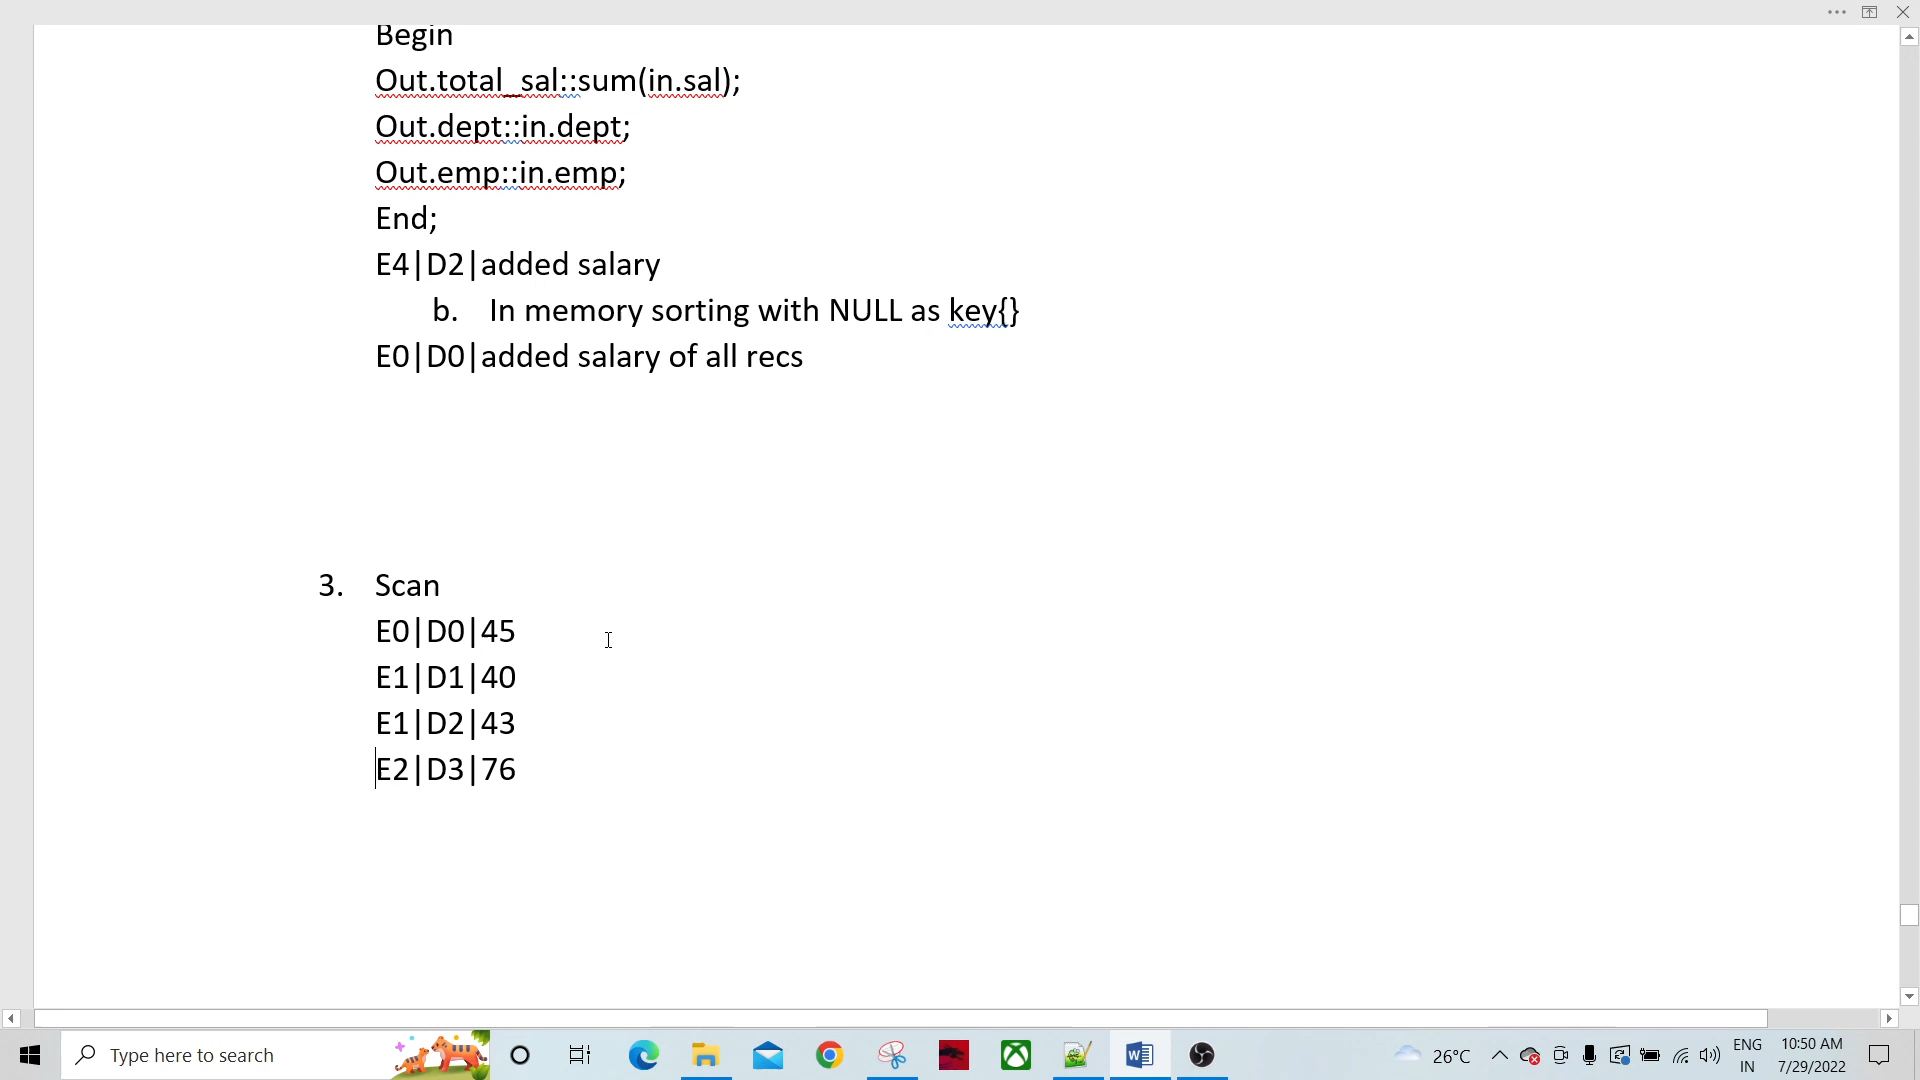 Begin
Out.total_sal::sum(in.sal);
Out.dept::in.dept;
Out.emp::in.emp;
End;
E4|D2|added salary
b. In memory sorting with NULL as key{}
E0|D0|added salary of all recs
3. Scan
E0|D0|45
E1|D1|40
E1|D2|43
E2|D3|76
Type here to search
26°C
ENG
IN
10:50 AM
7/29/2022